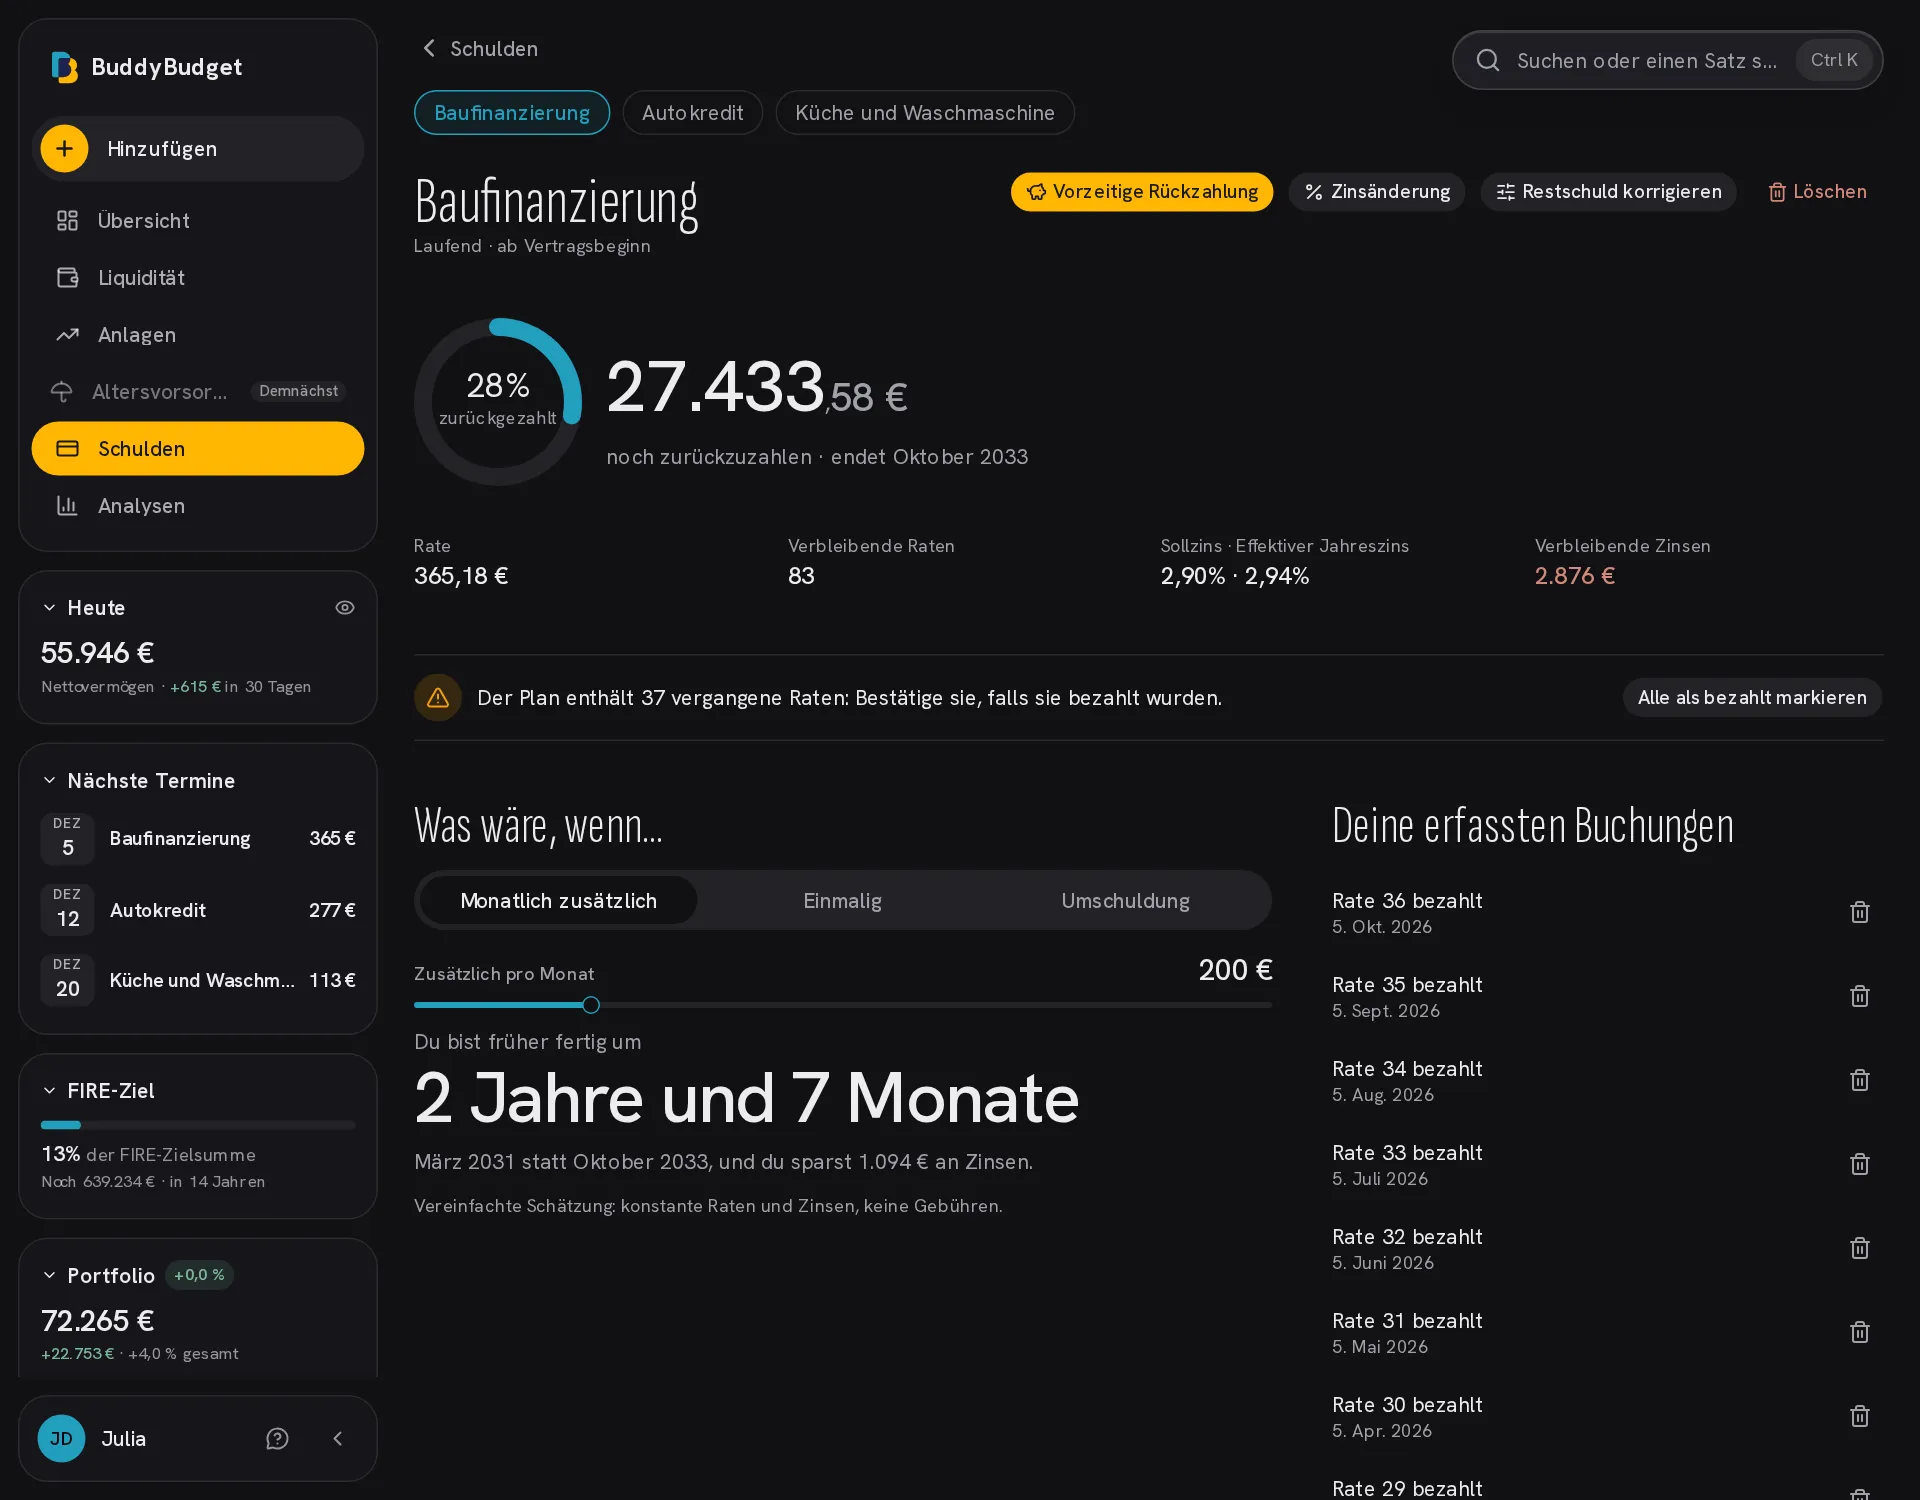 BuddyBudget
Hinzufügen
Übersicht
Liquidität
Anlagen
Altersvorsor... Demnächst
Schulden
Analysen
Heute
55.946 €
Nettovermögen · +615 € in 30 Tagen
Nächste Termine
DEZ
5
Baufinanzierung 365 €
DEZ
12
Autokredit 277 €
DEZ
20
Küche und Waschm... 113 €
FIRE-Ziel
13% der FIRE-Zielsumme
Noch 639.234 € · in 14 Jahren
Portfolio +0,0 %
72.265 €
+22.753 € · +4,0 % gesamt
JD Julia
Schulden
Suchen oder einen Satz s... Ctrl K
Baufinanzierung Autokredit Küche und Waschmaschine
Baufinanzierung
Laufend · ab Vertragsbeginn
Vorzeitige Rückzahlung Zinsänderung Restschuld korrigieren Löschen
28%
zurückgezahlt
27.433,58 €
noch zurückzuzahlen · endet Oktober 2033
Rate
365,18 €
Verbleibende Raten
83
Sollzins · Effektiver Jahreszins
2,90% · 2,94%
Verbleibende Zinsen
2.876 €
Der Plan enthält 37 vergangene Raten: Bestätige sie, falls sie bezahlt wurden.
Alle als bezahlt markieren
Was wäre, wenn...
Monatlich zusätzlich Einmalig Umschuldung
Zusätzlich pro Monat 200 €
Du bist früher fertig um
2 Jahre und 7 Monate
März 2031 statt Oktober 2033, und du sparst 1.094 € an Zinsen.
Vereinfachte Schätzung: konstante Raten und Zinsen, keine Gebühren.
Deine erfassten Buchungen
Rate 36 bezahlt
5. Okt. 2026
Rate 35 bezahlt
5. Sept. 2026
Rate 34 bezahlt
5. Aug. 2026
Rate 33 bezahlt
5. Juli 2026
Rate 32 bezahlt
5. Juni 2026
Rate 31 bezahlt
5. Mai 2026
Rate 30 bezahlt
5. Apr. 2026
Rate 29 bezahlt